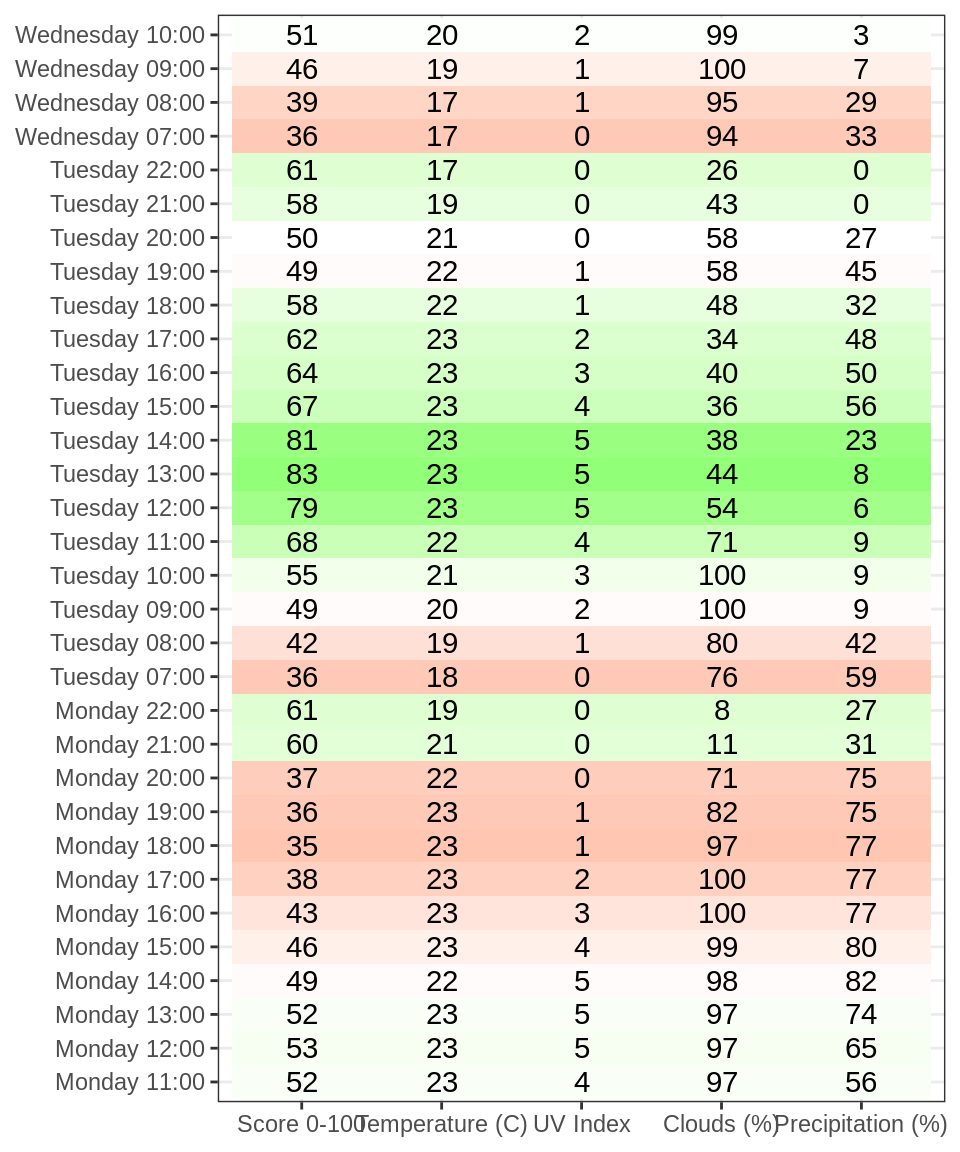 Wednesday 10:00 51 20 2 99 3
Wednesday 09:00 46 19 1 100 7
Wednesday 08:00 39 17 1 95 29
Wednesday 07:00 36 17 0 94 33
Tuesday 22:00 61 17 0 26 0
Tuesday 21:00 58 19 0 43 0
Tuesday 20:00 50 21 0 58 27
Tuesday 19:00 49 22 1 58 45
Tuesday 18:00 58 22 1 48 32
Tuesday 17:00 62 23 2 34 48
Tuesday 16:00 64 23 3 40 50
Tuesday 15:00 67 23 4 36 56
Tuesday 14:00 81 23 5 38 23
Tuesday 13:00 83 23 5 44 8
Tuesday 12:00 79 23 5 54 6
Tuesday 11:00 68 22 4 71 9
Tuesday 10:00 55 21 3 100 9
Tuesday 09:00 49 20 2 100 9
Tuesday 08:00 42 19 1 80 42
Tuesday 07:00 36 18 0 76 59
Monday 22:00 61 19 0 8 27
Monday 21:00 60 21 0 11 31
Monday 20:00 37 22 0 71 75
Monday 19:00 36 23 1 82 75
Monday 18:00 35 23 1 97 77
Monday 17:00 38 23 2 100 77
Monday 16:00 43 23 3 100 77
Monday 15:00 46 23 4 99 80
Monday 14:00 49 22 5 98 82
Monday 13:00 52 23 5 97 74
Monday 12:00 53 23 5 97 65
Monday 11:00 52 23 4 97 56
Score 0-100 Temperature (C) UV Index Clouds (%) Precipitation (%)